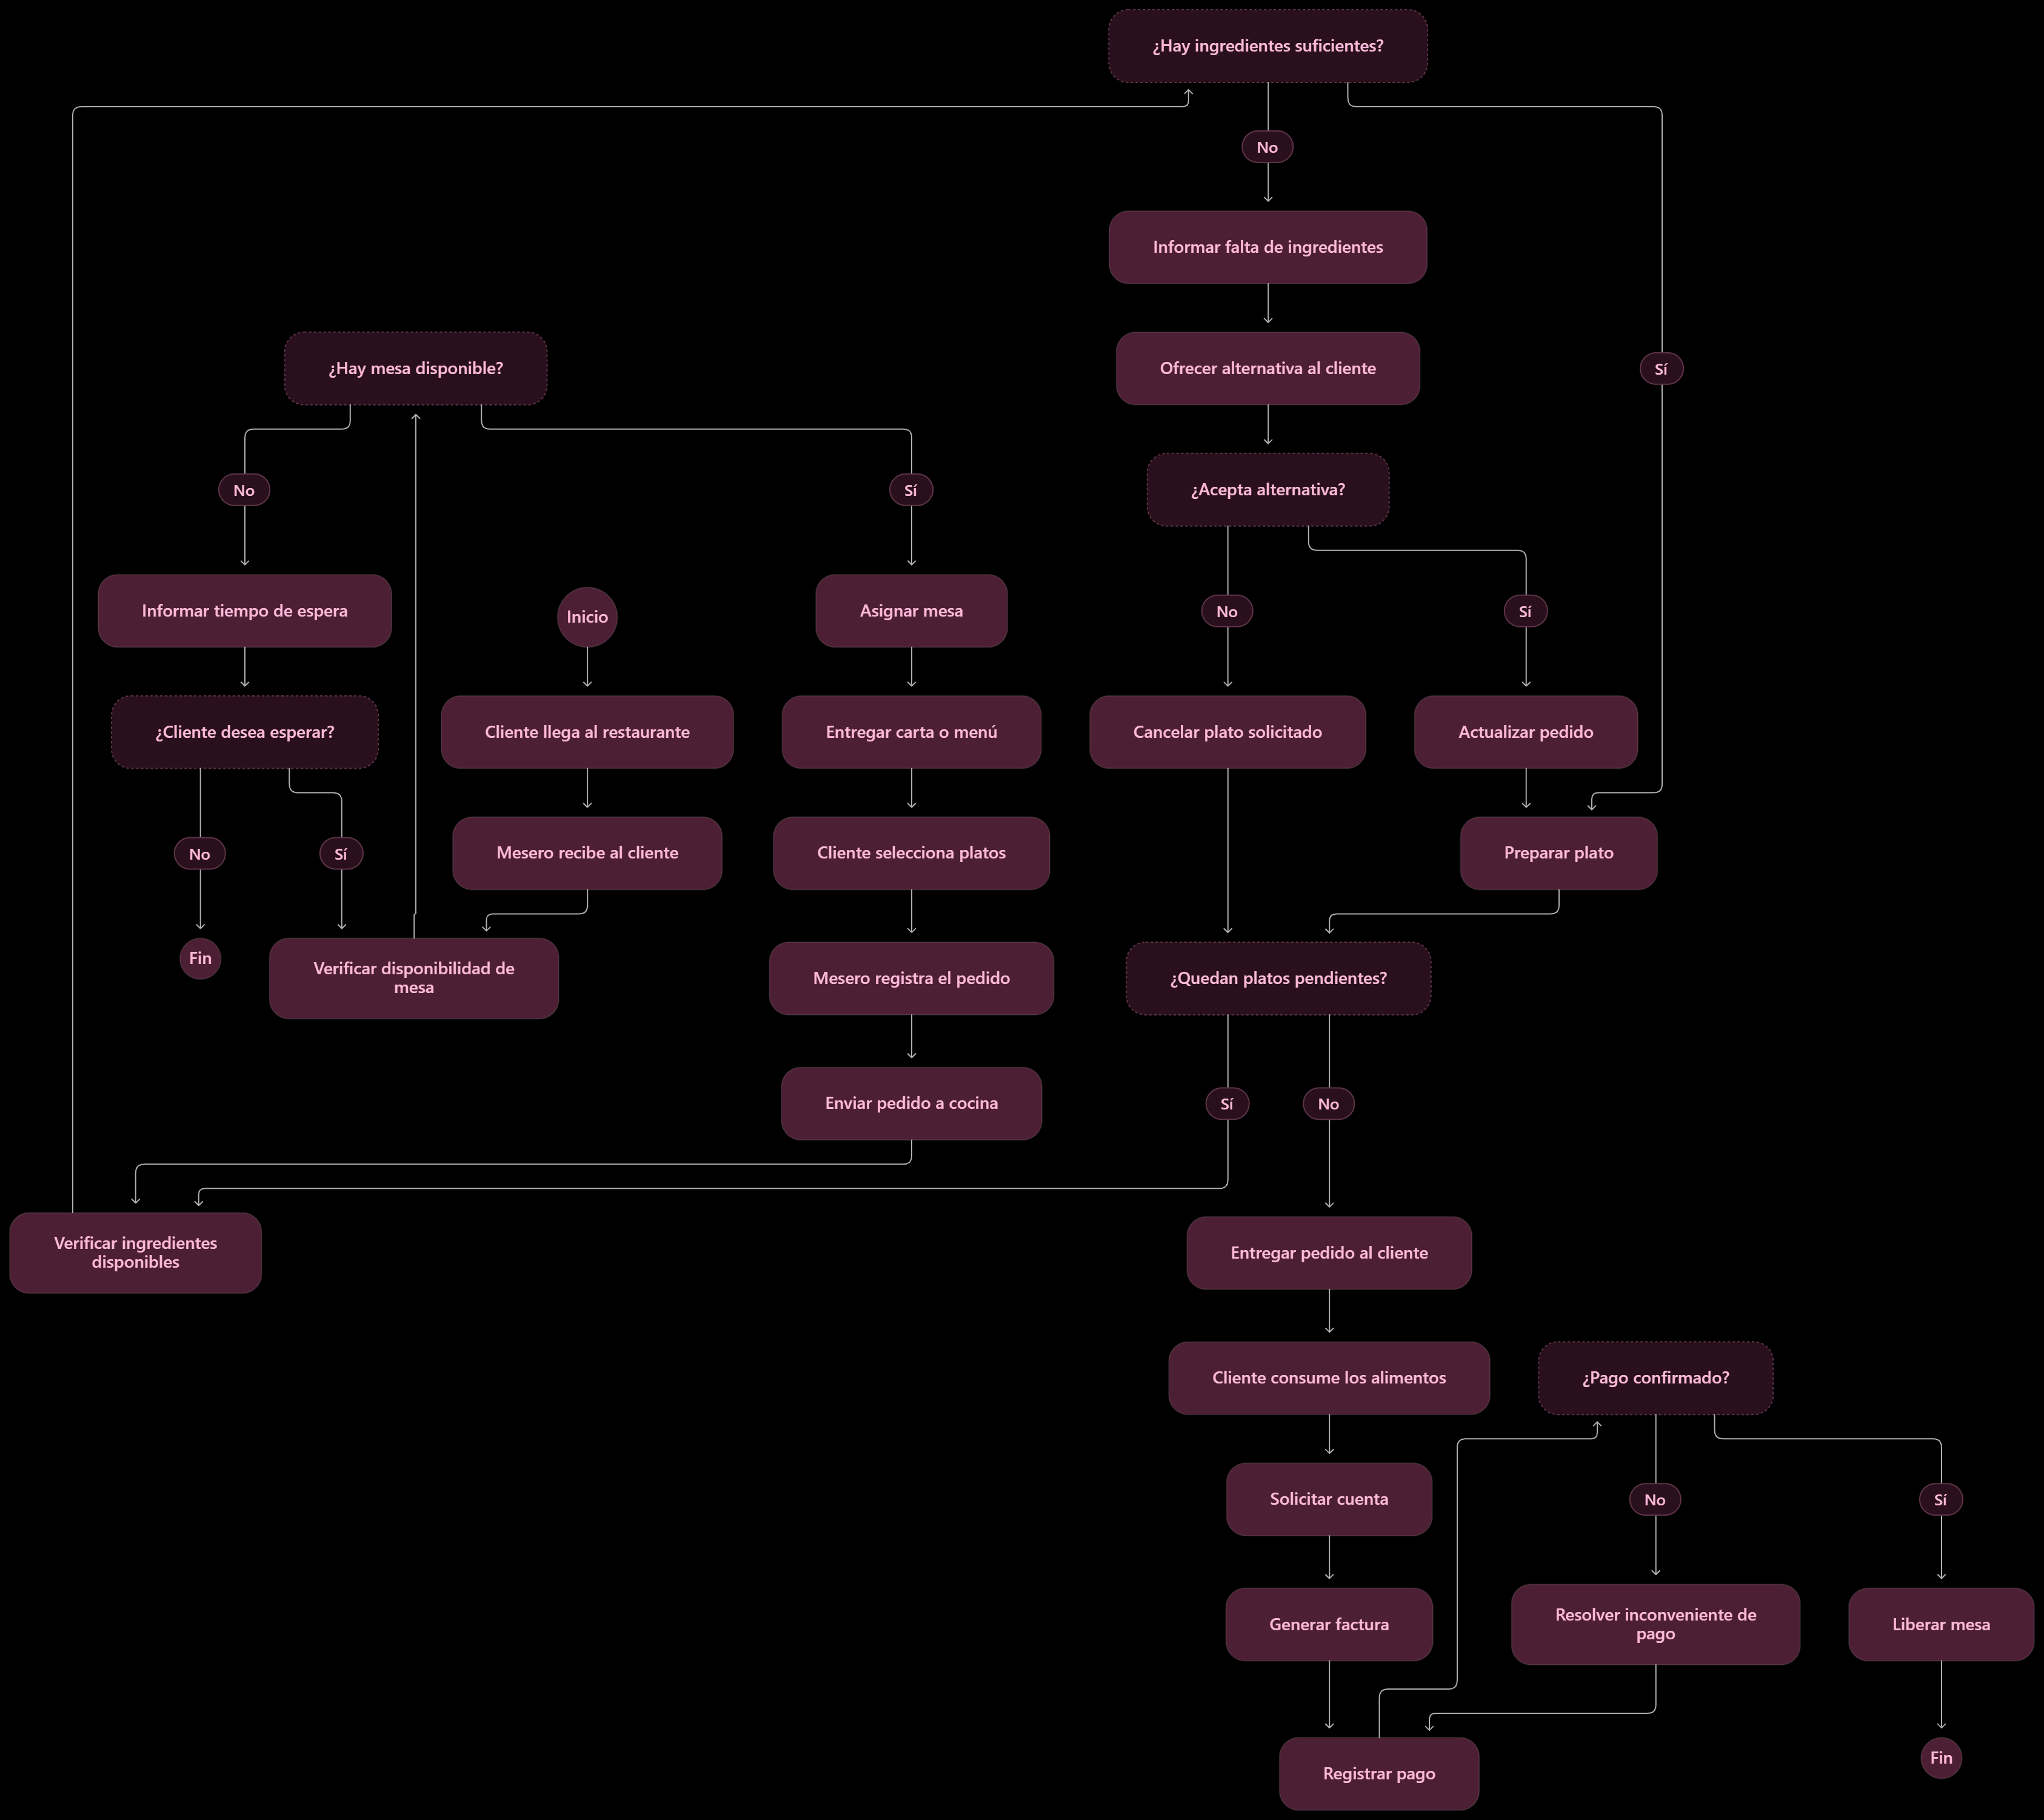 ¿Hay ingredientes suficientes?
No
Informar falta de ingredientes
¿Hay mesa disponible?
Ofrecer alternativa al cliente
Sí
No
Sí
¿Acepta alternativa?
Informar tiempo de espera
Inicio
Asignar mesa
No
Sí
¿Cliente desea esperar?
Cliente llega al restaurante
Entregar carta o menú
Cancelar plato solicitado
Actualizar pedido
No
Sí
Mesero recibe al cliente
Cliente selecciona platos
Preparar plato
Fin
Verificar disponibilidad de
mesa
Mesero registra el pedido
¿Quedan platos pendientes?
Enviar pedido a cocina
Sí
No
Verificar ingredientes
disponibles
Entregar pedido al cliente
Cliente consume los alimentos
¿Pago confirmado?
Solicitar cuenta
No
Sí
Generar factura
Resolver inconveniente de
pago
Liberar mesa
Registrar pago
Fin